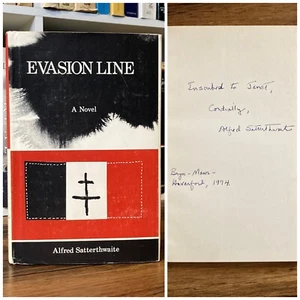 EVASION LINE
A Novel
Alfred Satterthwaite
Inscribed to Janet,
Cordially,
Alfred Satterthwaite
Bryn-Mawr-
Haverford, 1974